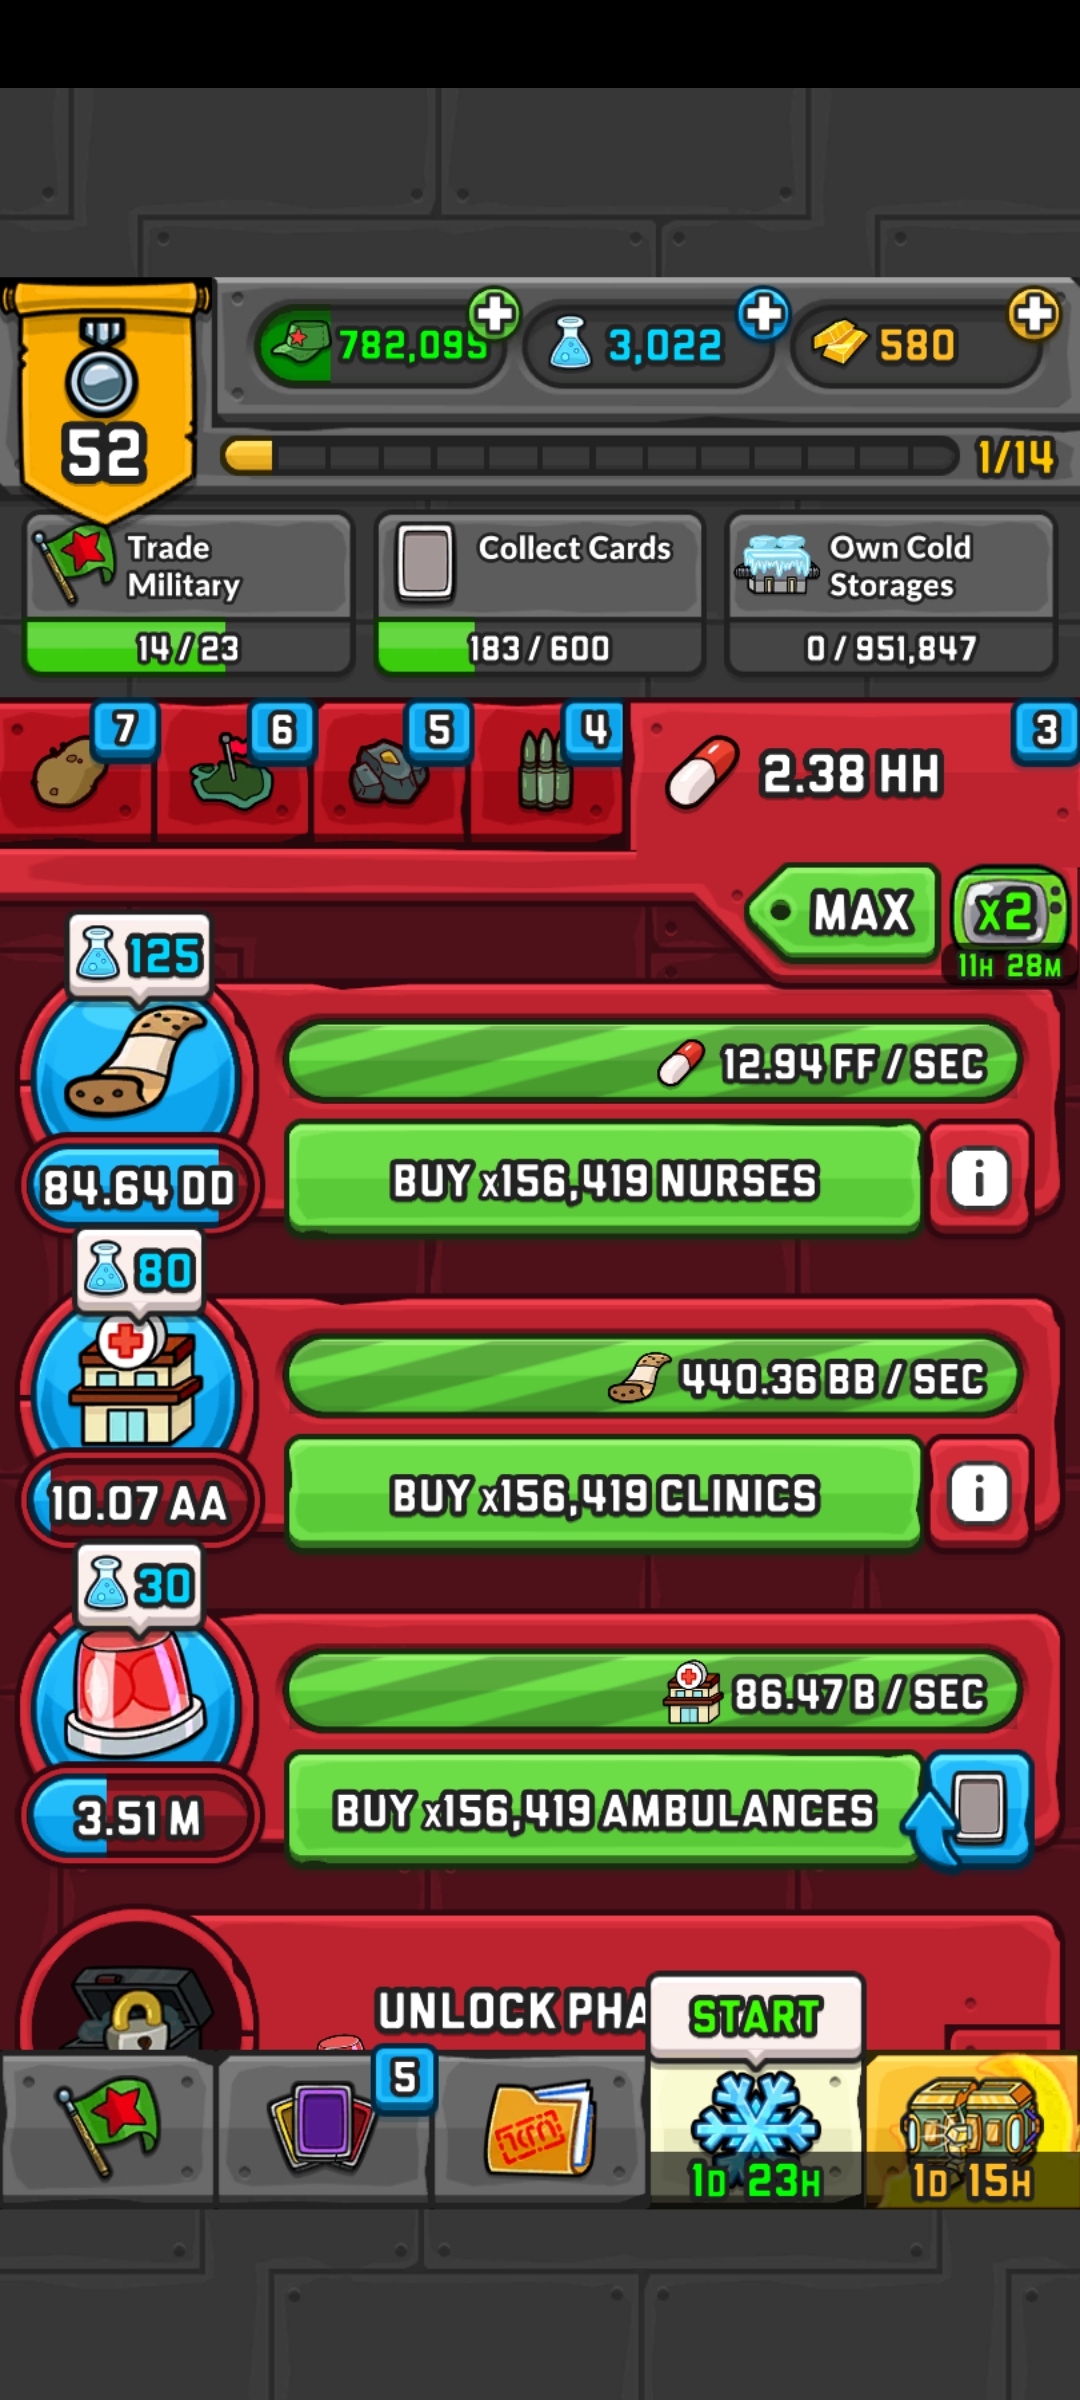 782,095
3,022
580
52
1/14
Trade
Military
14/23
Collect Cards
183/600
Own Cold
Storages
0/951,847
7
6
5
4
3
2.38 HH
MAX
x2
11H 28M
125
12.94 FF / SEC
84.64 DD
BUY x156,419 NURSES
i
80
440.36 BB / SEC
10.07 AA
BUY x156,419 CLINICS
i
30
86.47 B / SEC
3.51 M
BUY x156,419 AMBULANCES
UNLOCK PHA
START
5
1D 23H
1D 15H